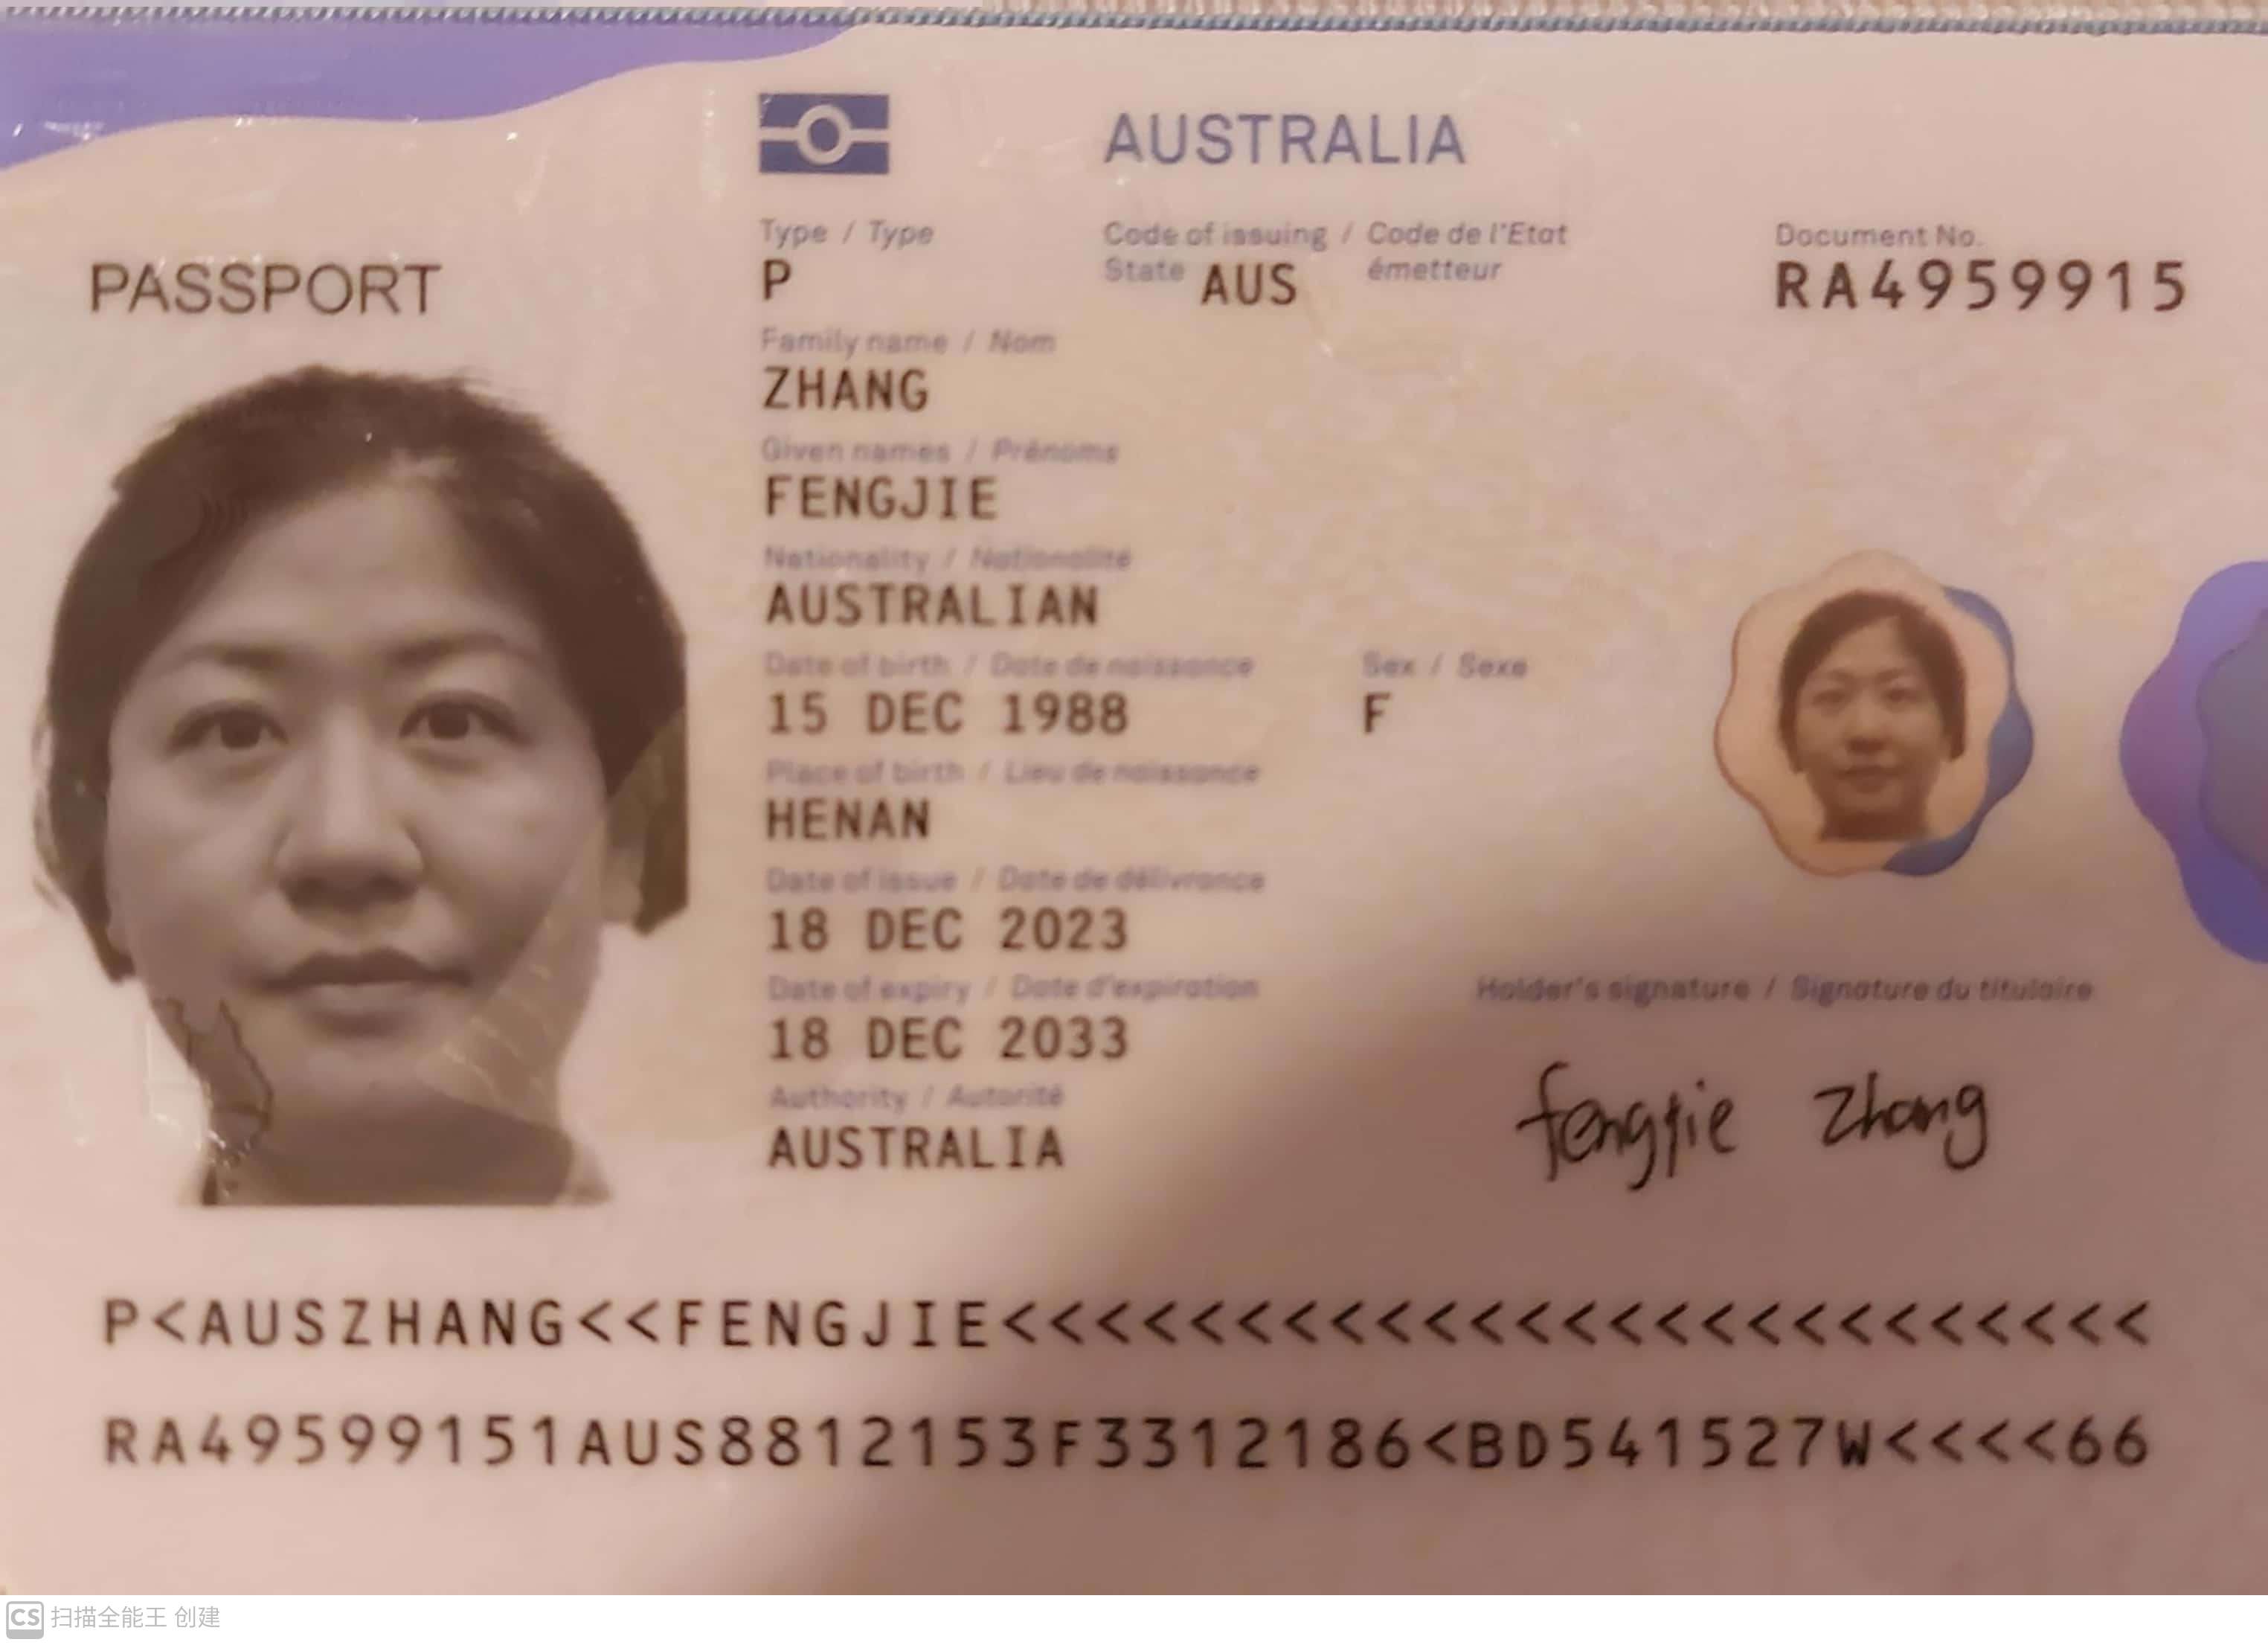 AUSTRALIA
PASSPORT
Type / Type
P
Code of issuing / Code de l'Etat
State AUS émetteur
Document No.
RA4959915
Family name / Nom
ZHANG
Given names / Prénoms
FENGJIE
Nationality / Nationalité
AUSTRALIAN
Date of birth / Date de naissance
15 DEC 1988
Sex / Sexe
F
Place of birth / Lieu de naissance
HENAN
Date of issue / Date de délivrance
18 DEC 2023
Date of expiry / Date d'expiration
18 DEC 2033
Authority / Autorité
AUSTRALIA
Holder's signature / Signature du titulaire
fengjie Zhang
P<AUSZHANG<<FENGJIE<<<<<<<<<<<<<<<<<<<<<<<<<
RA49599151AUS8812153F3312186<BD541527W<<<<66
CS 扫描全能王 创建